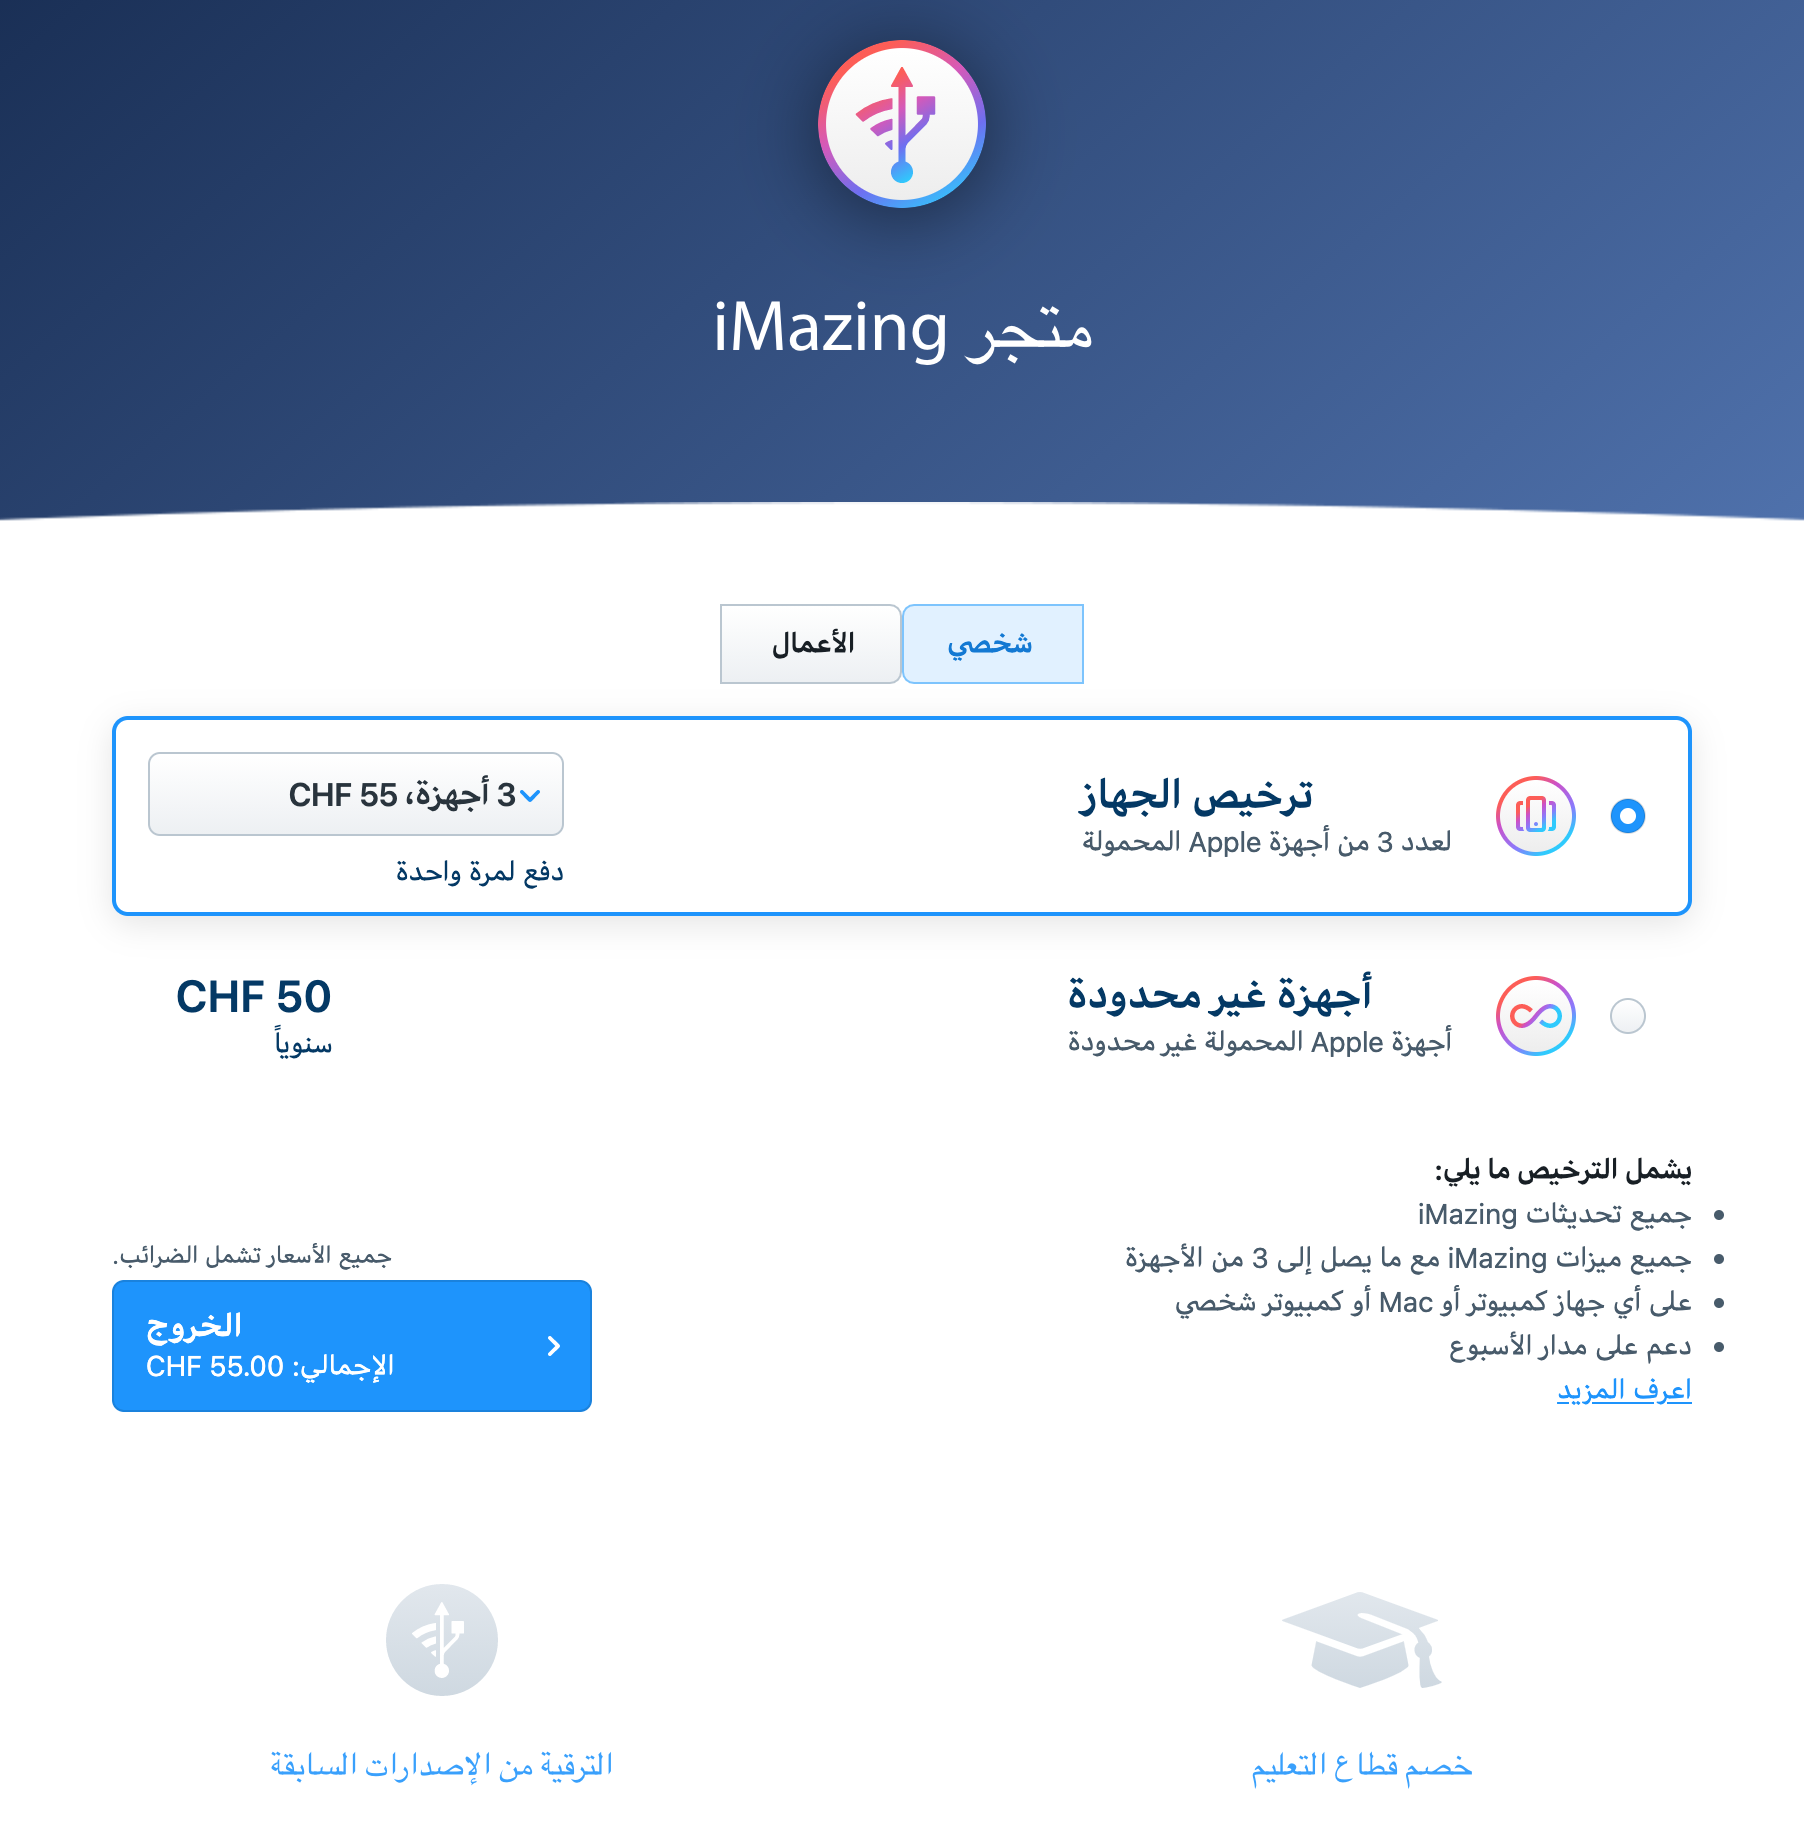 متجر iMazing
شخصي
الأعمال
ترخيص الجهاز
لعدد 3 من أجهزة Apple المحمولة
3 أجهزة، CHF 55
دفع لمرة واحدة
أجهزة غير محدودة
أجهزة Apple المحمولة غير محدودة
CHF 50
سنوياً
يشمل الترخيص ما يلي:
جميع تحديثات iMazing
جميع ميزات iMazing مع ما يصل إلى 3 من الأجهزة
على أي جهاز كمبيوتر أو Mac أو كمبيوتر شخصي
دعم على مدار الأسبوع
اعرف المزيد
جميع الأسعار تشمل الضرائب.
الخروج
الإجمالي: CHF 55.00
خصم قطاع التعليم
الترقية من الإصدارات السابقة